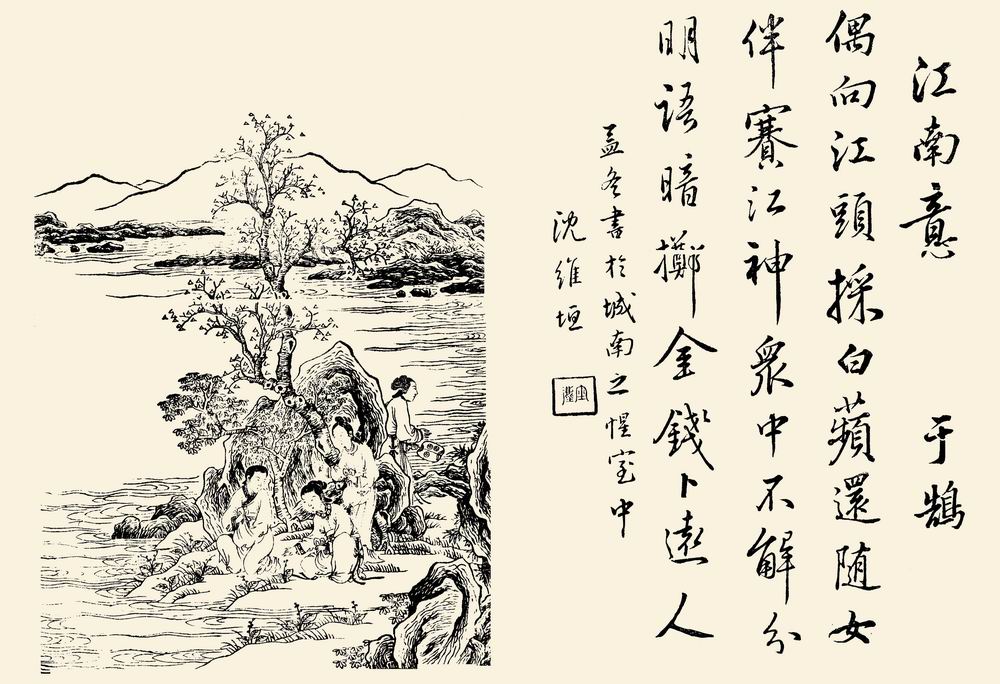 江南意 于鵠
偶向江頭採白蘋還随女
伴賽江神衆中不解分
明語暗擲金錢卜遠人
孟冬書於城南之惺室中
沈維垣